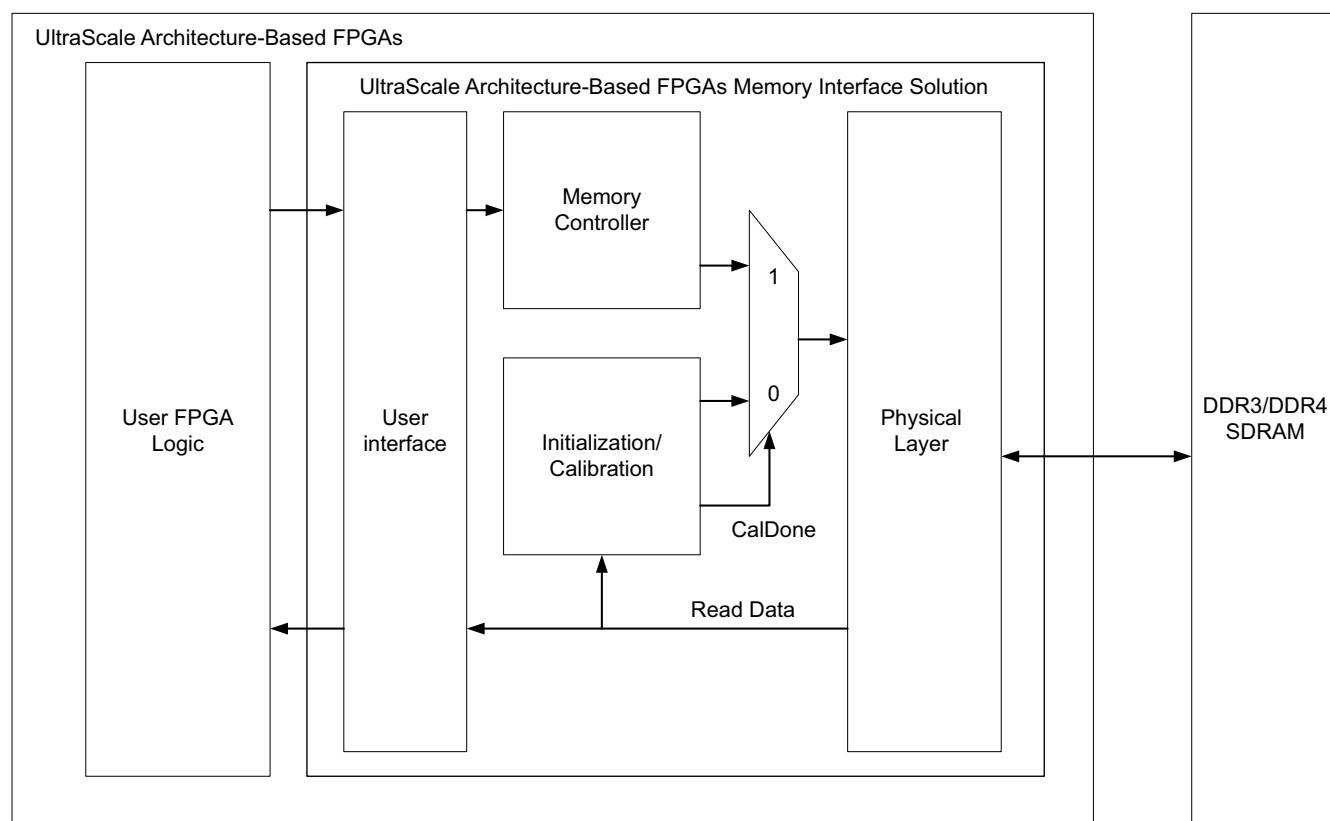 UltraScale Architecture-Based FPGAs
UltraScale Architecture-Based FPGAs Memory Interface Solution
Memory
Controller
1
0
User FPGA
Logic
User
interface
Initialization/
Calibration
Physical
Layer
DDR3/DDR4
SDRAM
CalDone
Read Data